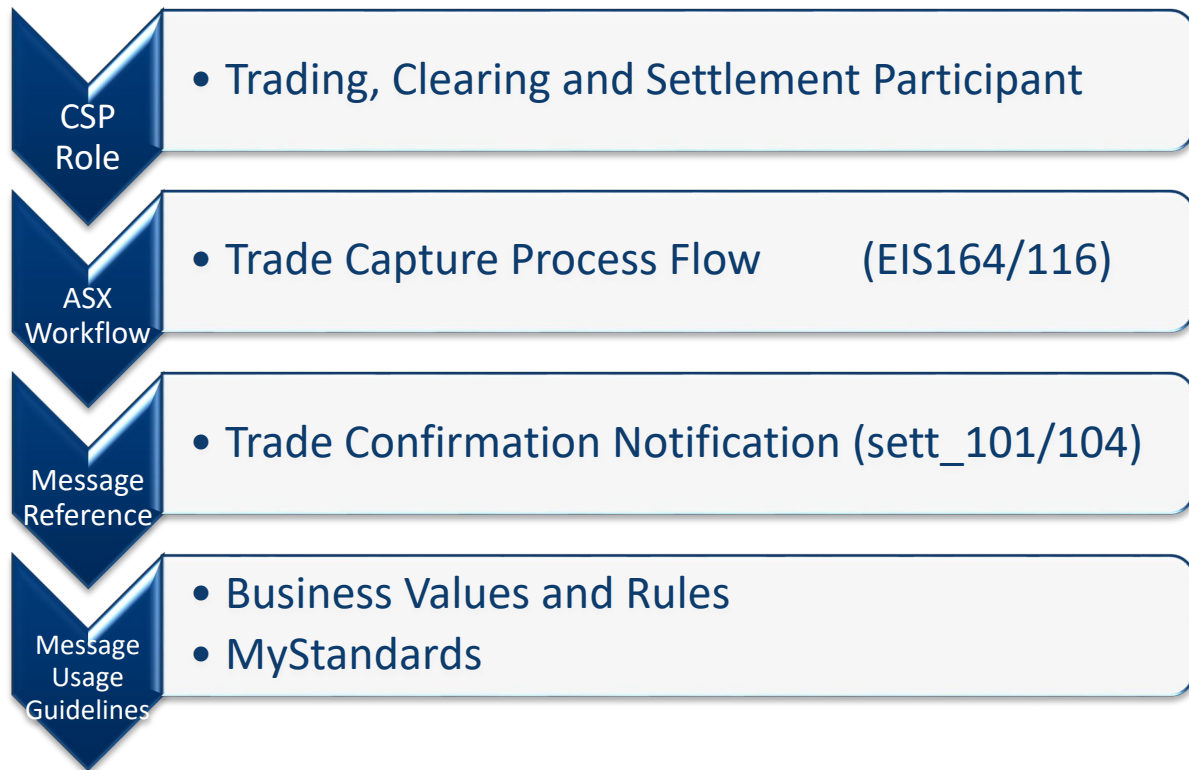 CSP
Role
• Trading, Clearing and Settlement Participant
ASX
Workflow
• Trade Capture Process Flow (EIS164/116)
Message
Reference
• Trade Confirmation Notification (sett_101/104)
Message
Usage
Guidelines
• Business Values and Rules
• MyStandards